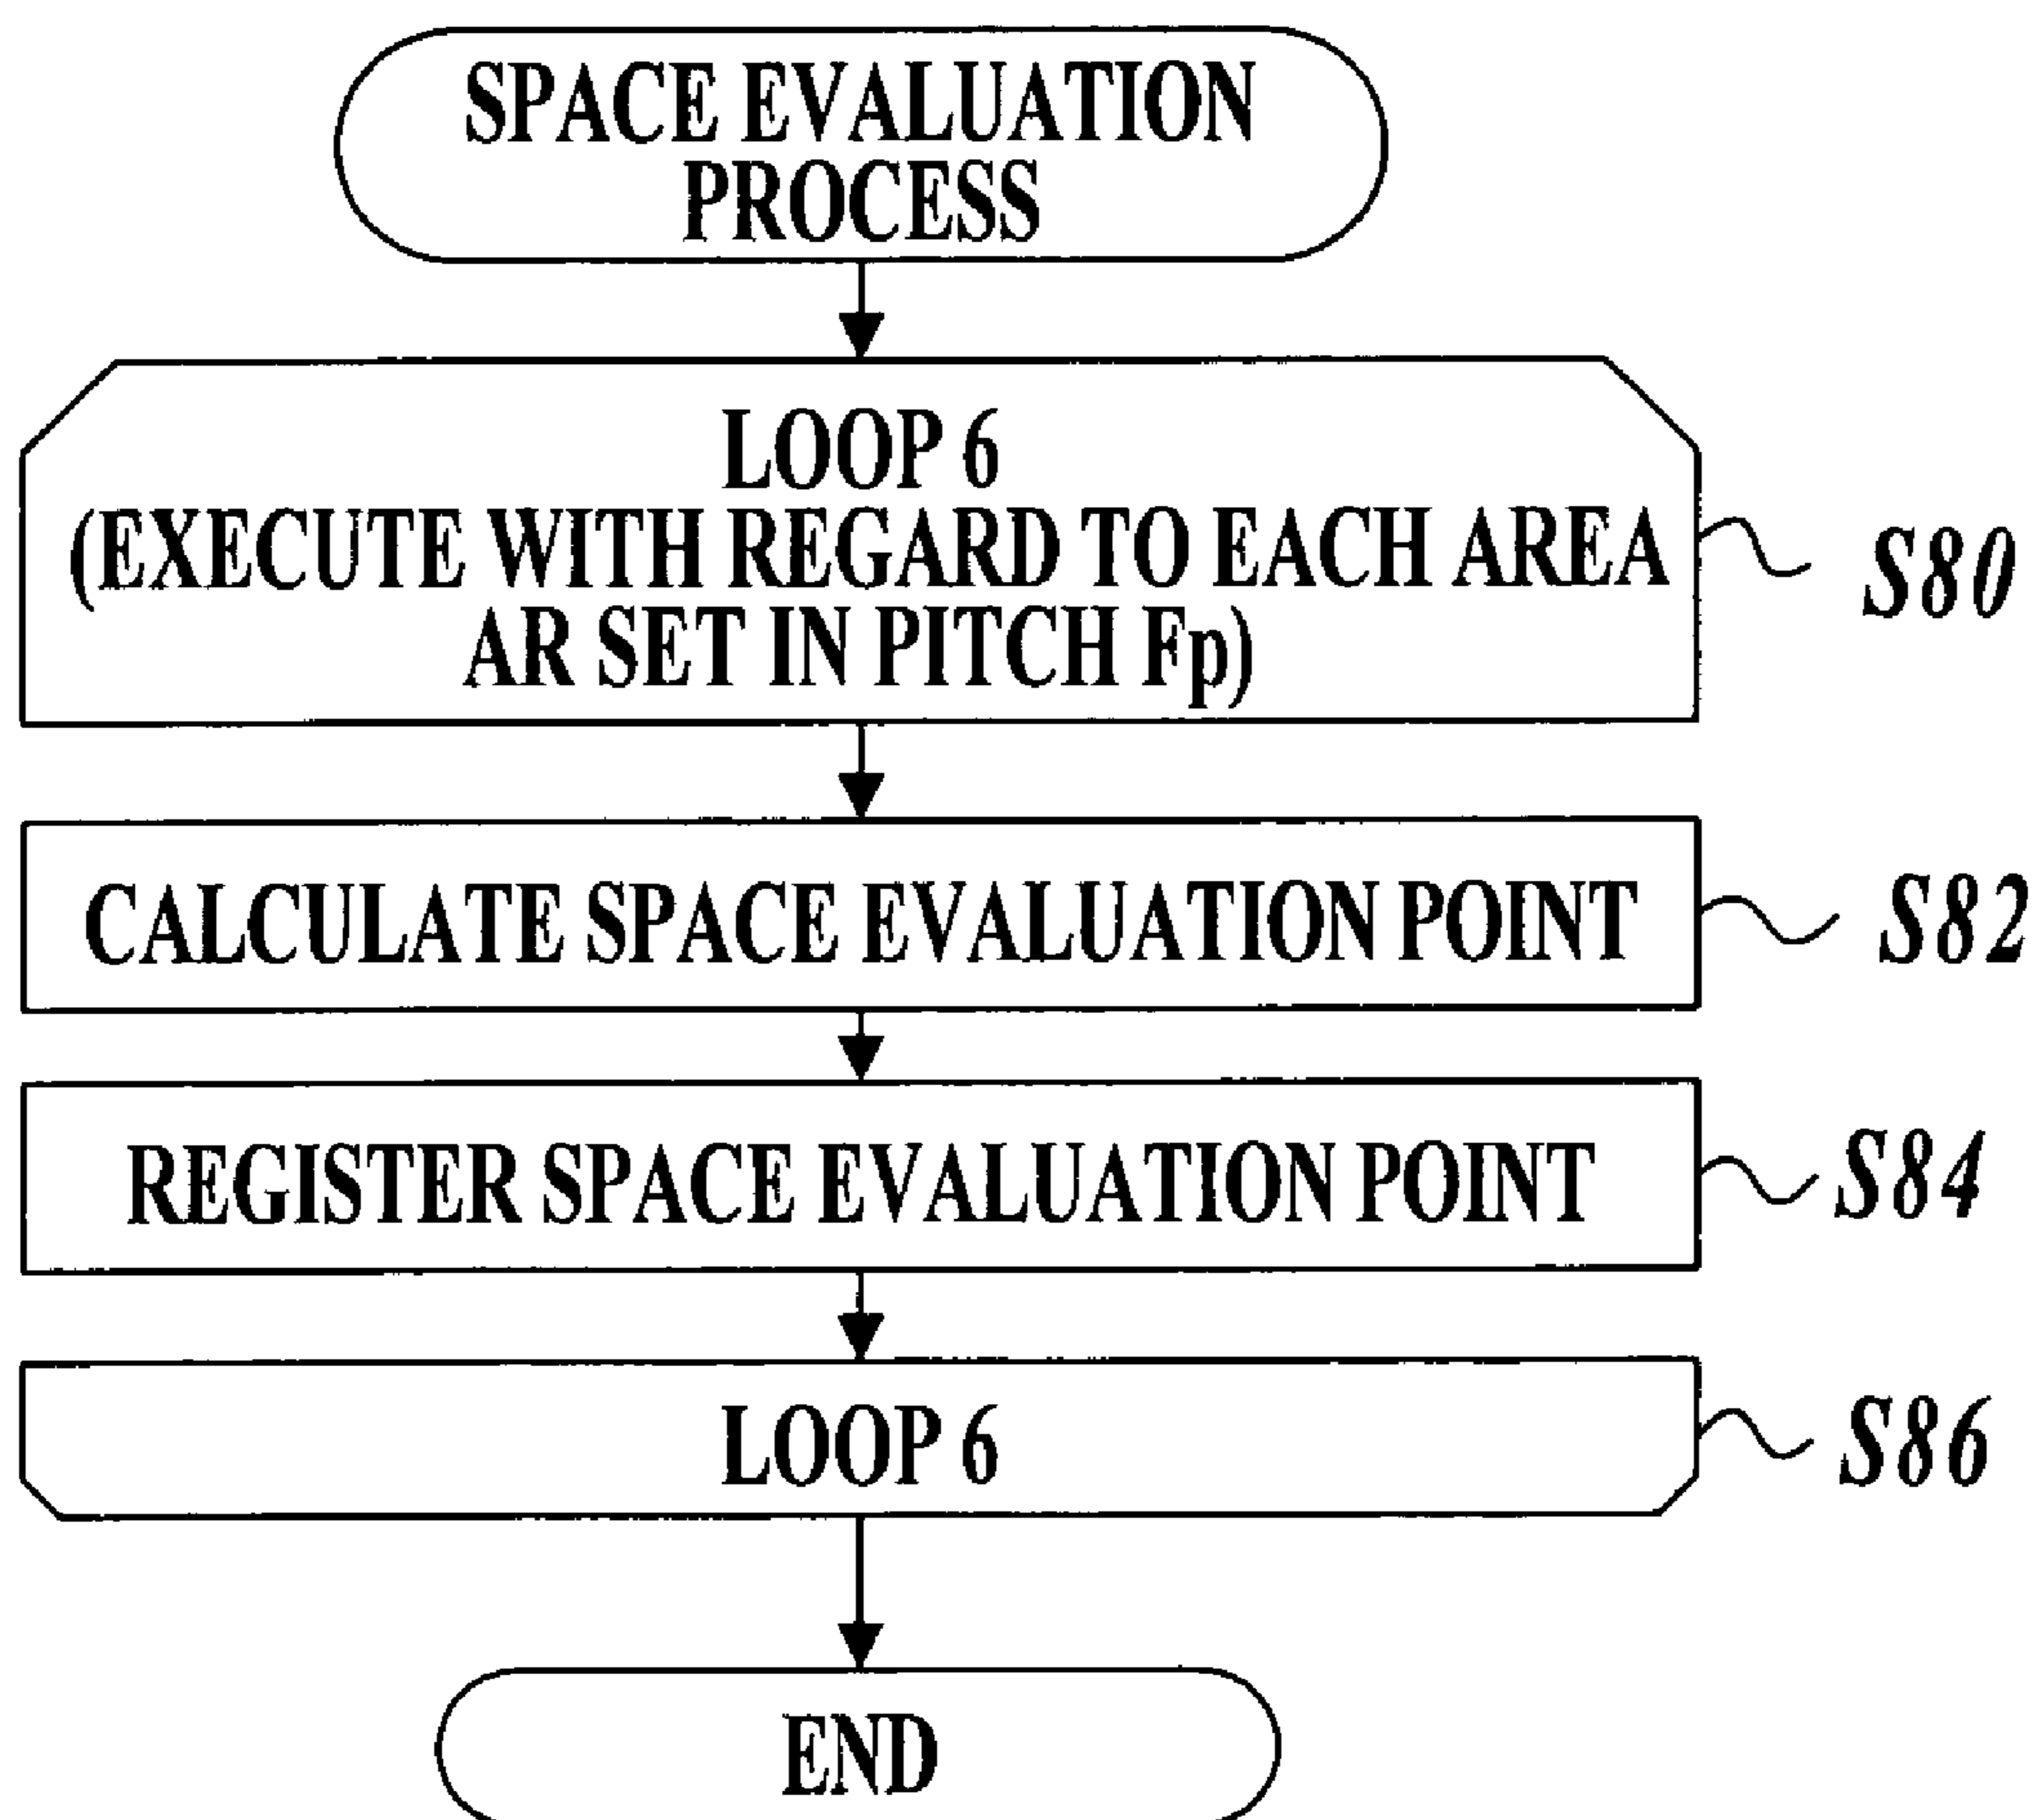 SPACE EVALUATION
PROCESS
LOOP 6
(EXECUTE WITH REGARD TO EACH AREA
AR SET IN PITCH Fp)
S80
CALCULATE SPACE EVALUATION POINT
S82
REGISTER SPACE EVALUATION POINT
S84
LOOP 6
S86
END